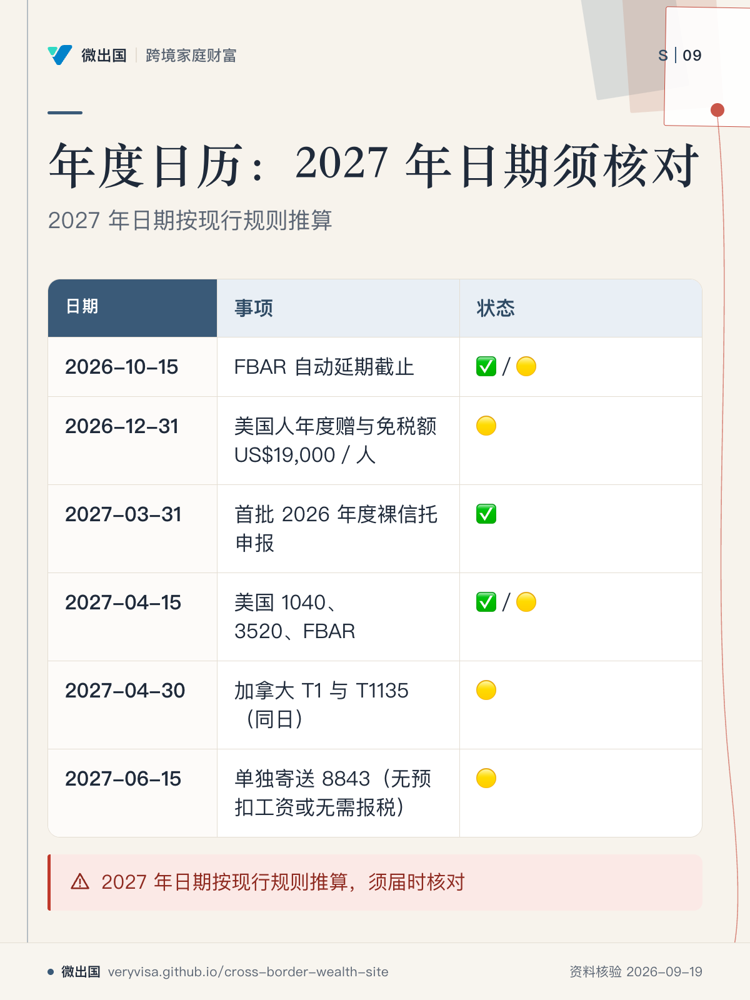 微出国 | 跨境家庭财富
S | 09
年度日历：2027 年日期须核对
2027 年日期按现行规则推算
日期 事项 状态
2026-10-15 FBAR 自动延期截止 ✅ / 🟡
2026-12-31 美国人年度赠与免税额 🟡
US$19,000 / 人
2027-03-31 首批 2026 年度裸信托 ✅
申报
2027-04-15 美国 1040、 ✅ / 🟡
3520、FBAR
2027-04-30 加拿大 T1 与 T1135 🟡
（同日）
2027-06-15 单独寄送 8843（无预 🟡
扣工资或无需报税）
⚠ 2027 年日期按现行规则推算，须届时核对
微出国 veryvisa.github.io/cross-border-wealth-site
资料核验 2026-09-19